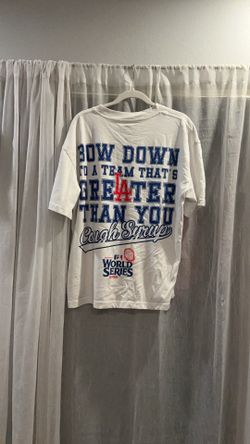 BOW DOWN
TO A TEAM THAT'S
GREATER
THAN YOU
Cough Syrup
WORLD
SERIES